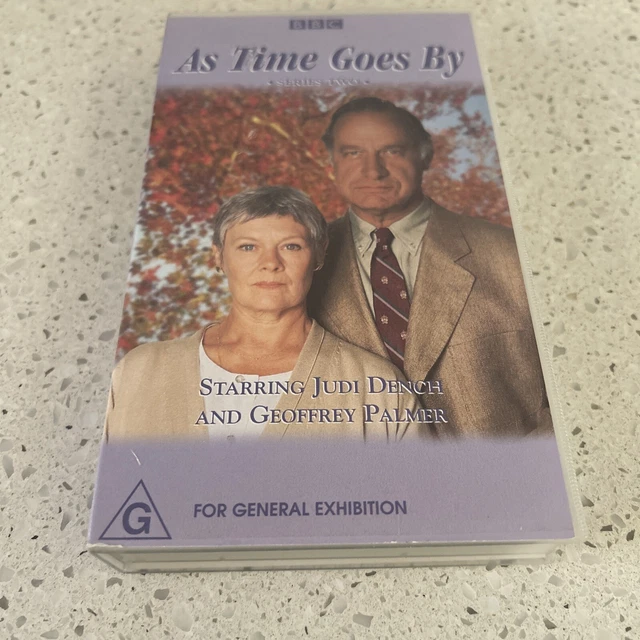 BBC
As Time Goes By
• SERIES TWO •
STARRING JUDI DENCH
AND GEOFFREY PALMER
G
FOR GENERAL EXHIBITION